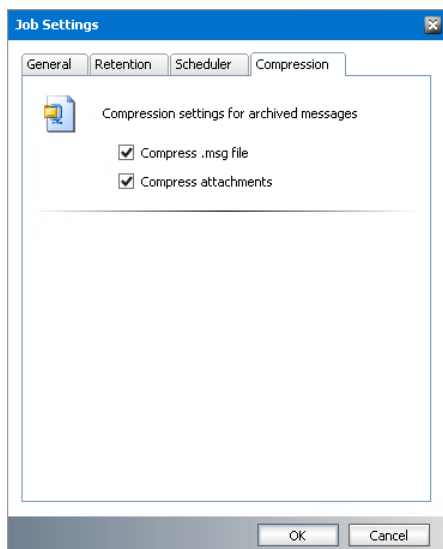 Job Settings
General Retention Scheduler Compression
Compression settings for archived messages
Compress .msg file
Compress attachments
OK Cancel